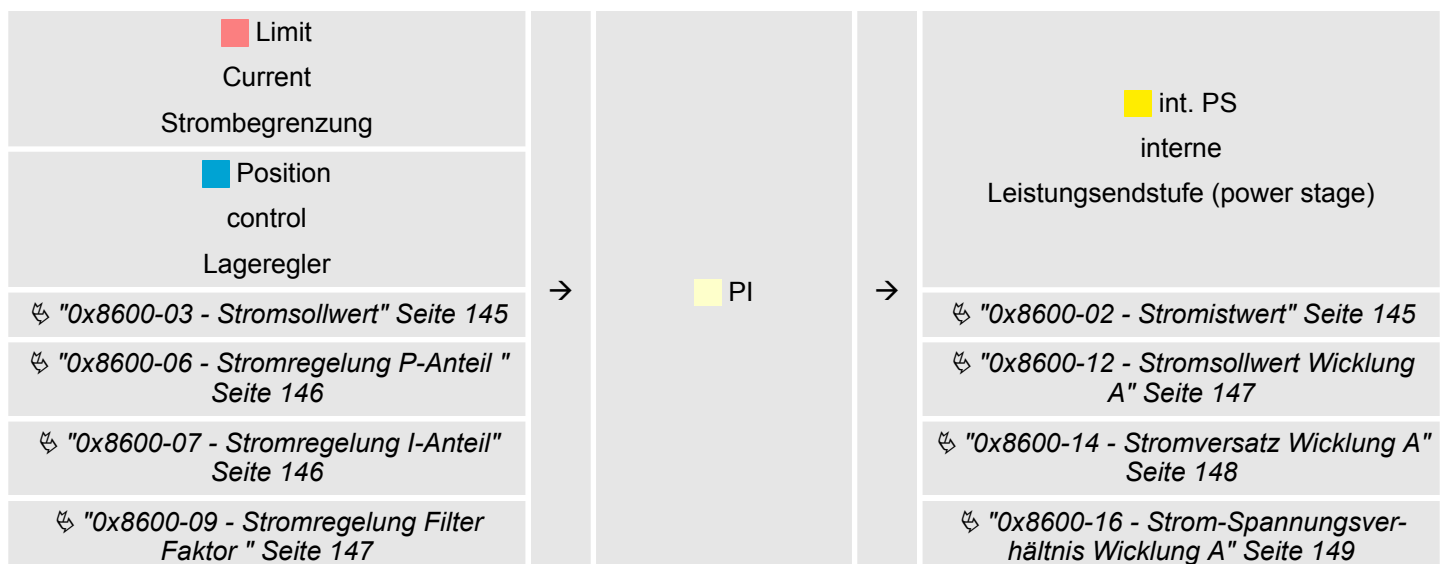 Limit
Current
Strombegrenzung
Position
control
Lageregler
"0x8600-03 - Stromsollwert" Seite 145
"0x8600-06 - Stromregelung P-Anteil "
Seite 146
"0x8600-07 - Stromregelung I-Anteil"
Seite 146
"0x8600-09 - Stromregelung Filter
Faktor " Seite 147
→
PI
→
int. PS
interne
Leistungsendstufe (power stage)
"0x8600-02 - Stromistwert" Seite 145
"0x8600-12 - Stromsollwert Wicklung
A" Seite 147
"0x8600-14 - Stromversatz Wicklung A"
Seite 148
"0x8600-16 - Strom-Spannungsver-
hältnis Wicklung A" Seite 149